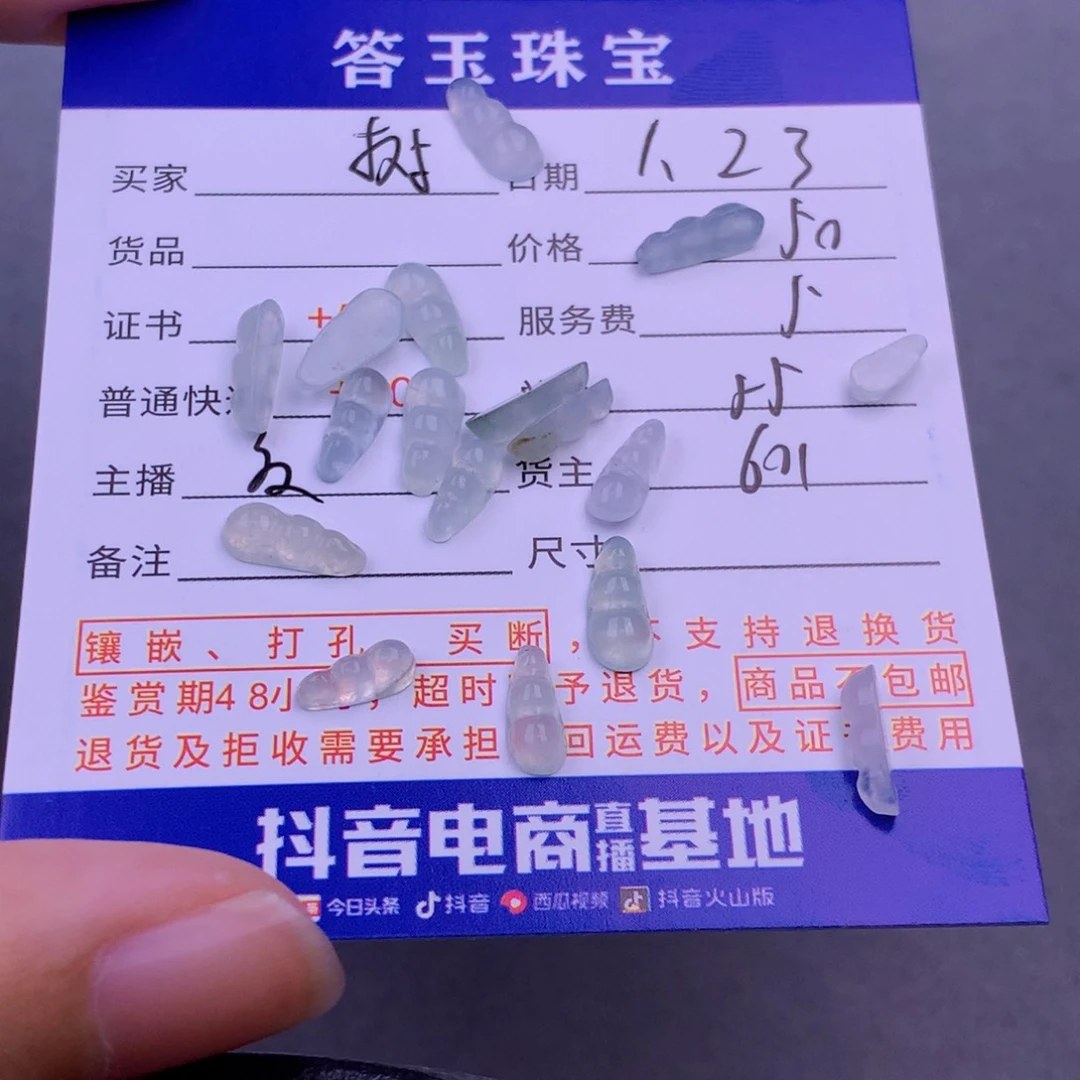 答玉珠宝
买家 树 日期 1、23
货品 价格 50
证书 服务费 5
普通快 55
主播 货主 601
备注 尺寸
镶嵌、打孔 买断，不支持退换货
鉴赏期48小 ，超时 予退货，商品不包邮
退货及拒收需要承担 回运费以及证 费用
抖音电商直播基地
今日头条 抖音 西瓜视频 抖音火山版